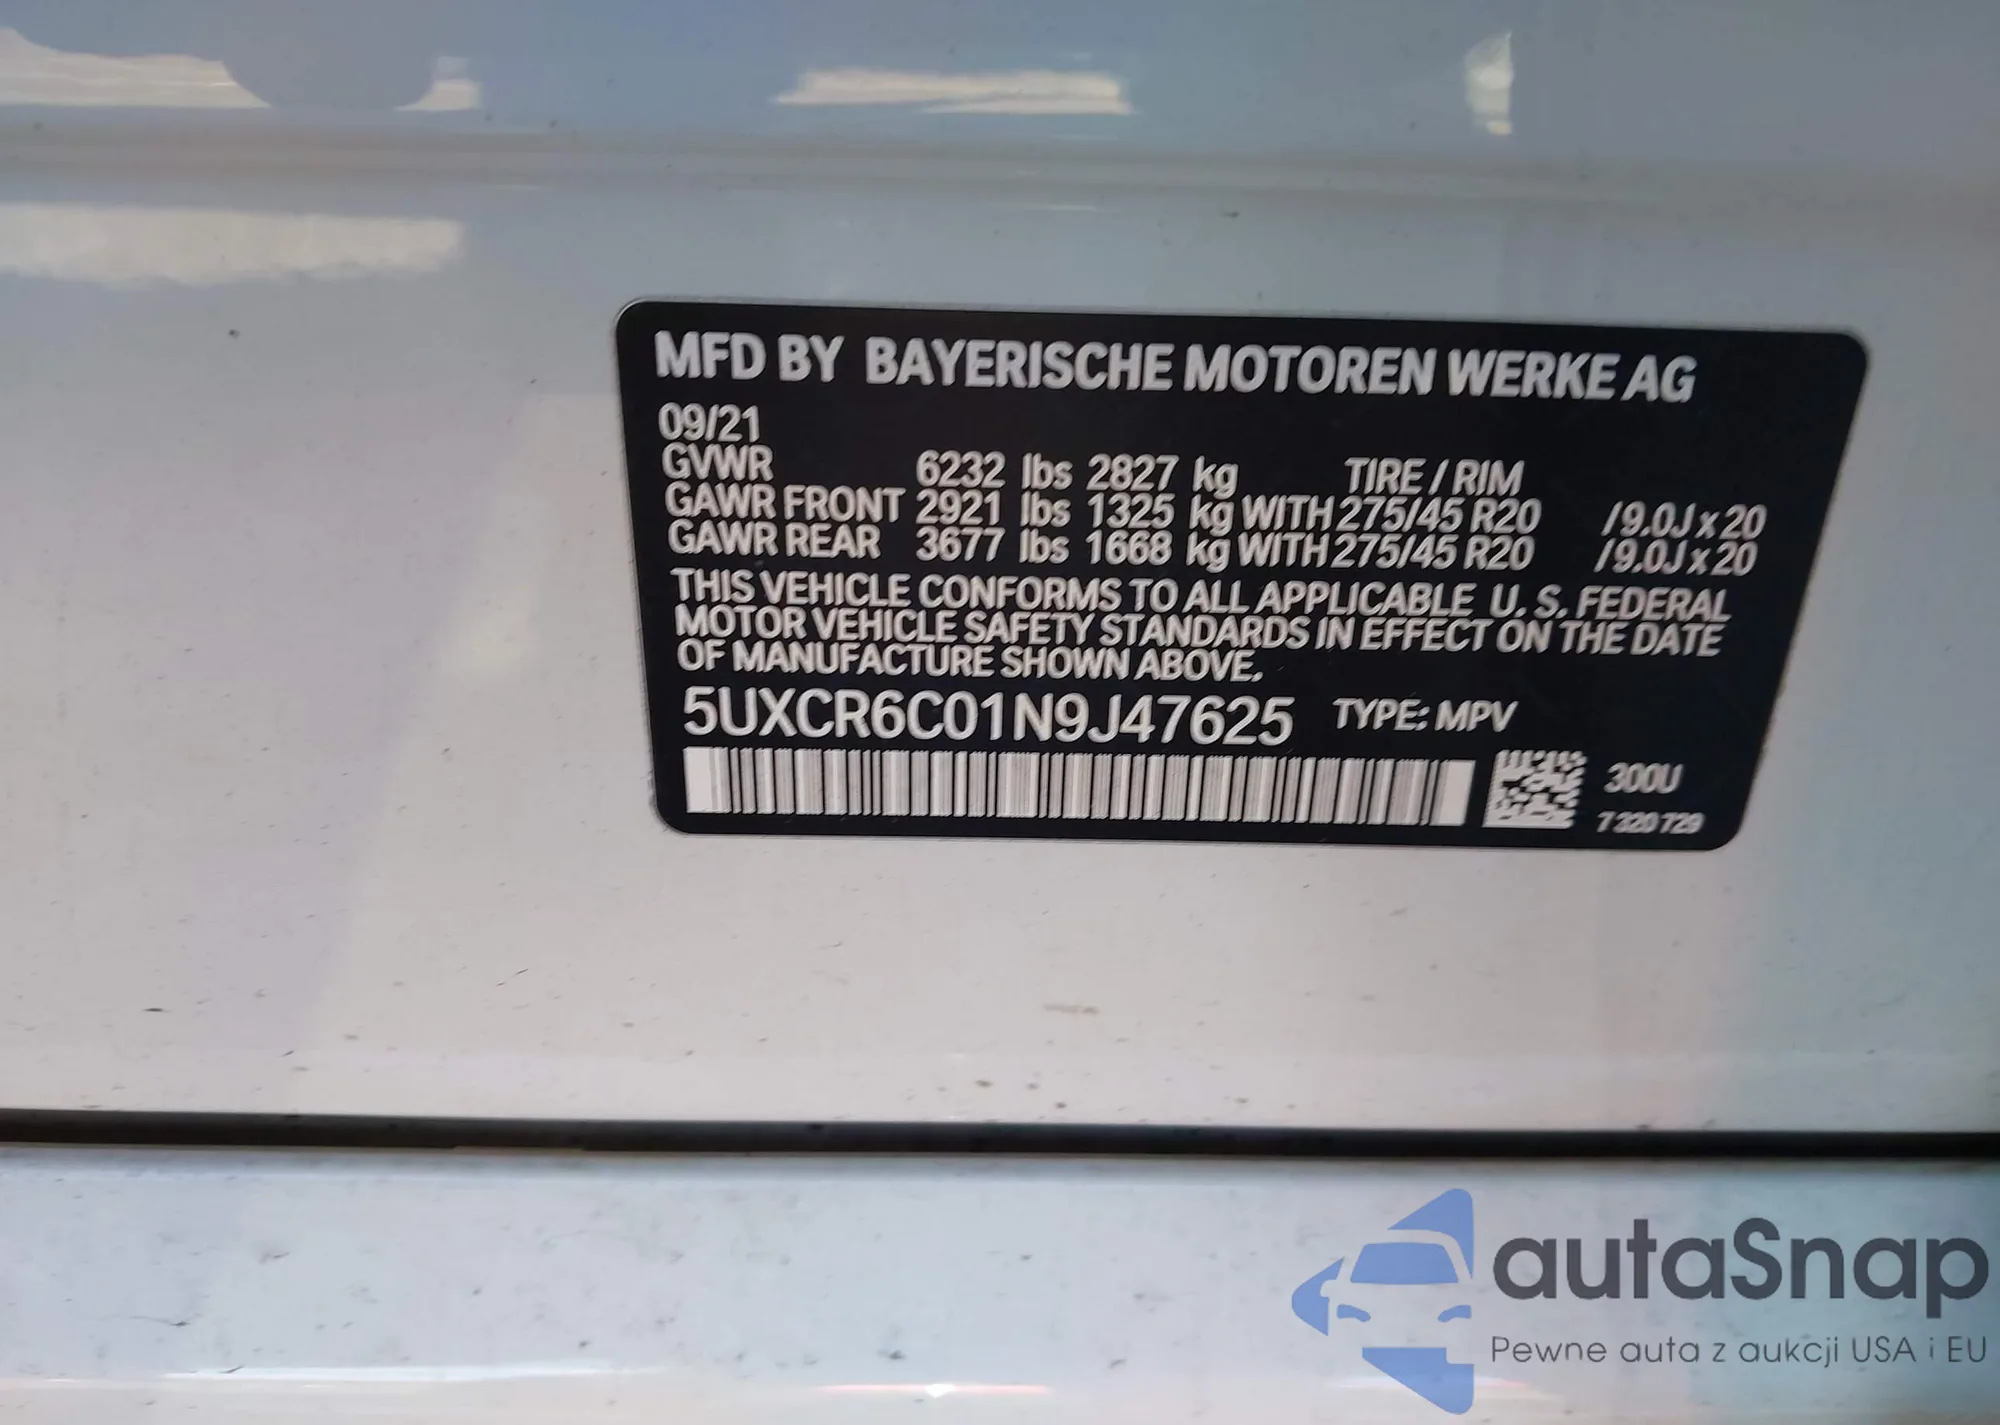 MFD BY BAYERISCHE MOTOREN WERKE AG
09/21
GVWR 6232 lbs 2827 kg TIRE / RIM
GAWR FRONT 2921 lbs 1325 kg WITH 275/45 R20 /9.0J x 20
GAWR REAR 3677 lbs 1668 kg WITH 275/45 R20 /9.0J x 20
THIS VEHICLE CONFORMS TO ALL APPLICABLE U. S. FEDERAL
MOTOR VEHICLE SAFETY STANDARDS IN EFFECT ON THE DATE
OF MANUFACTURE SHOWN ABOVE.
5UXCR6C01N9J47625 TYPE: MPV
300U
7 320 729
autaSnap
Pewne auta z aukcji USA i EU